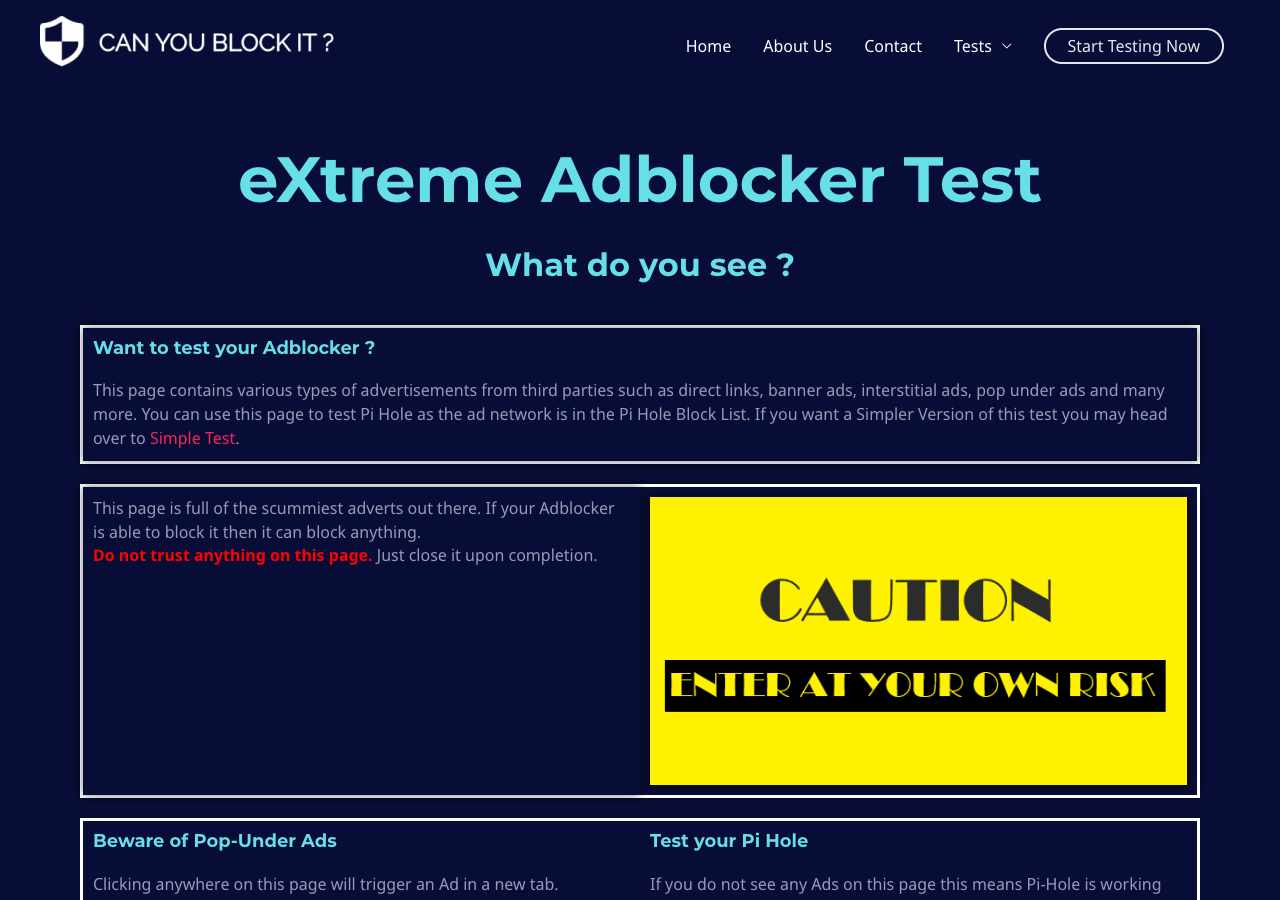 CAN YOU BLOCK IT ?
Home
About Us
Contact
Tests
Start Testing Now
eXtreme Adblocker Test
What do you see ?
Want to test your Adblocker ?
This page contains various types of advertisements from third parties such as direct links, banner ads, interstitial ads, pop under ads and many
more. You can use this page to test Pi Hole as the ad network is in the Pi Hole Block List. If you want a Simpler Version of this test you may head
over to Simple Test.
This page is full of the scummiest adverts out there. If your Adblocker
is able to block it then it can block anything.
Do not trust anything on this page. Just close it upon completion.
CAUTION
ENTER AT YOUR OWN RISK
Beware of Pop-Under Ads
Clicking anywhere on this page will trigger an Ad in a new tab.
Test your Pi Hole
If you do not see any Ads on this page this means Pi-Hole is working